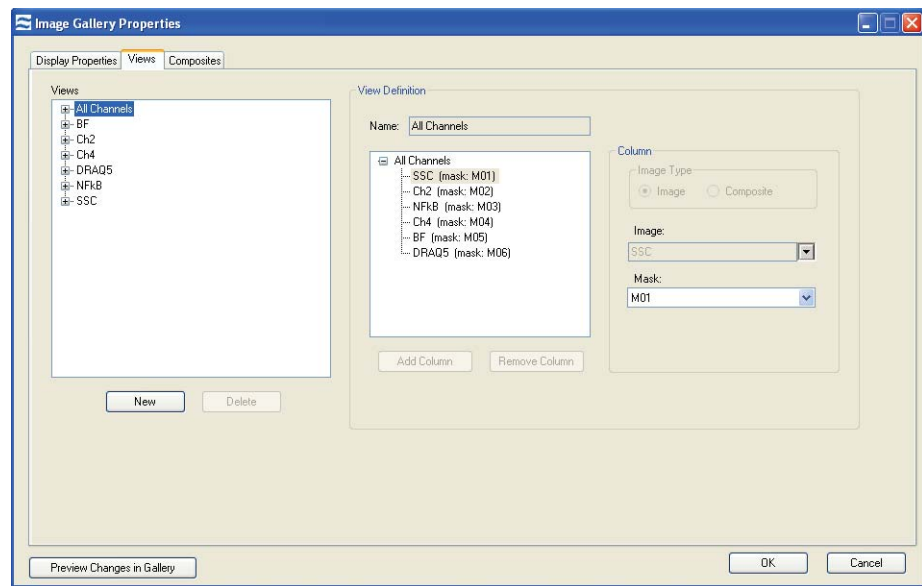 Image Gallery Properties
Display Properties Views Composites
Views
All Channels
BF
Ch2
Ch4
DRAQ5
NFkB
SSC
New Delete
View Definition
Name: All Channels
All Channels
SSC (mask: M01)
Ch2 (mask: M02)
NFkB (mask: M03)
Ch4 (mask: M04)
BF (mask: M05)
DRAQ5 (mask: M06)
Add Column Remove Column
Column
Image Type
Image Composite
Image:
SSC
Mask:
M01
Preview Changes in Gallery OK Cancel